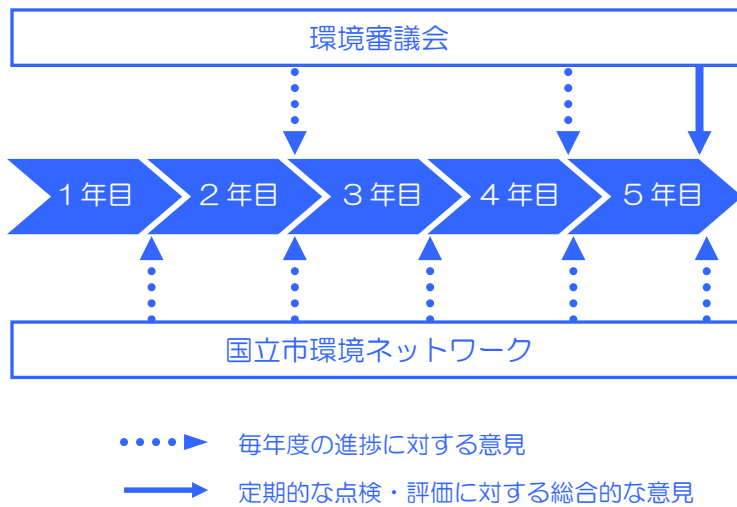 環境審議会
1年目
2年目
3年目
4年目
5年目
国立市環境ネットワーク
毎年度の進捗に対する意見
定期的な点検・評価に対する総合的な意見